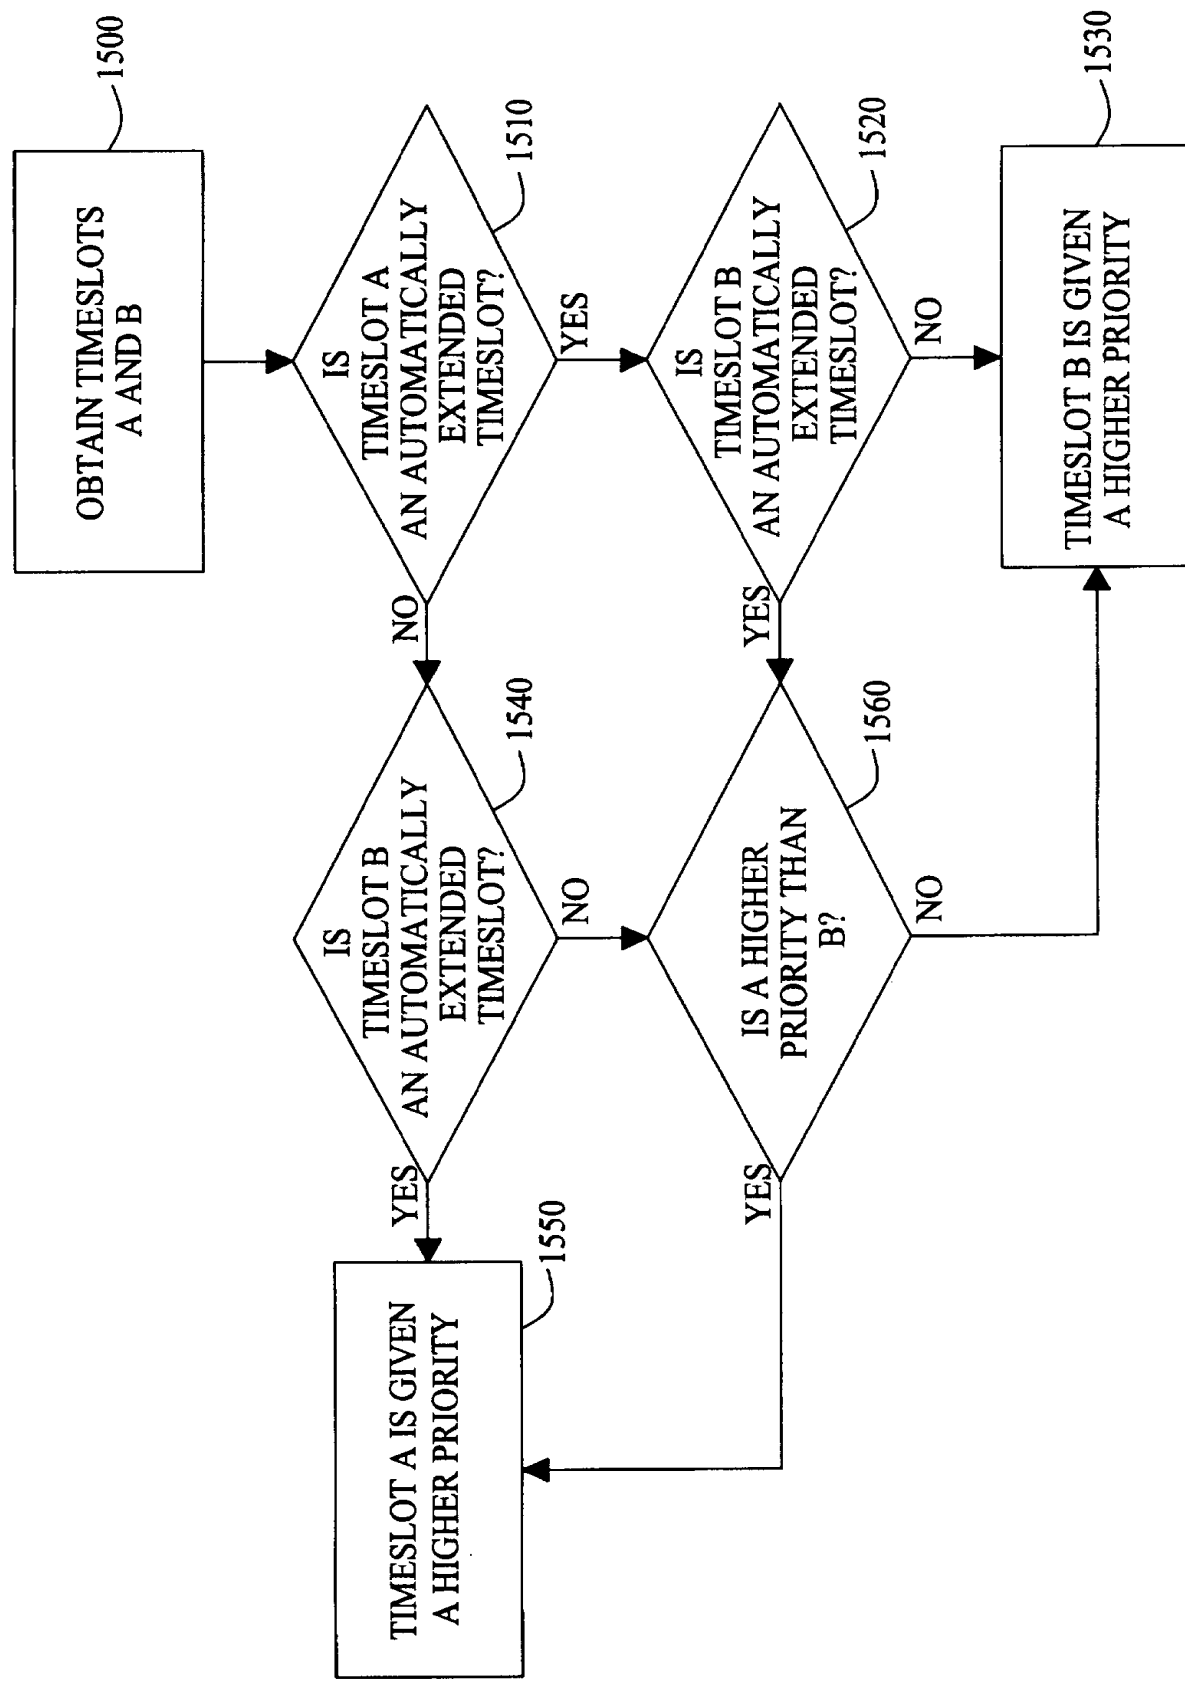 OBTAIN TIMESLOTS
A AND B
1500
IS
TIMESLOT A
AN AUTOMATICALLY
EXTENDED
TIMESLOT?
1510
NO
YES
IS
TIMESLOT B
AN AUTOMATICALLY
EXTENDED
TIMESLOT?
1540
YES
NO
TIMESLOT A IS GIVEN
A HIGHER PRIORITY
1550
IS
TIMESLOT B
AN AUTOMATICALLY
EXTENDED
TIMESLOT?
1520
YES
NO
IS A HIGHER
PRIORITY THAN
B?
1560
YES
NO
TIMESLOT B IS GIVEN
A HIGHER PRIORITY
1530